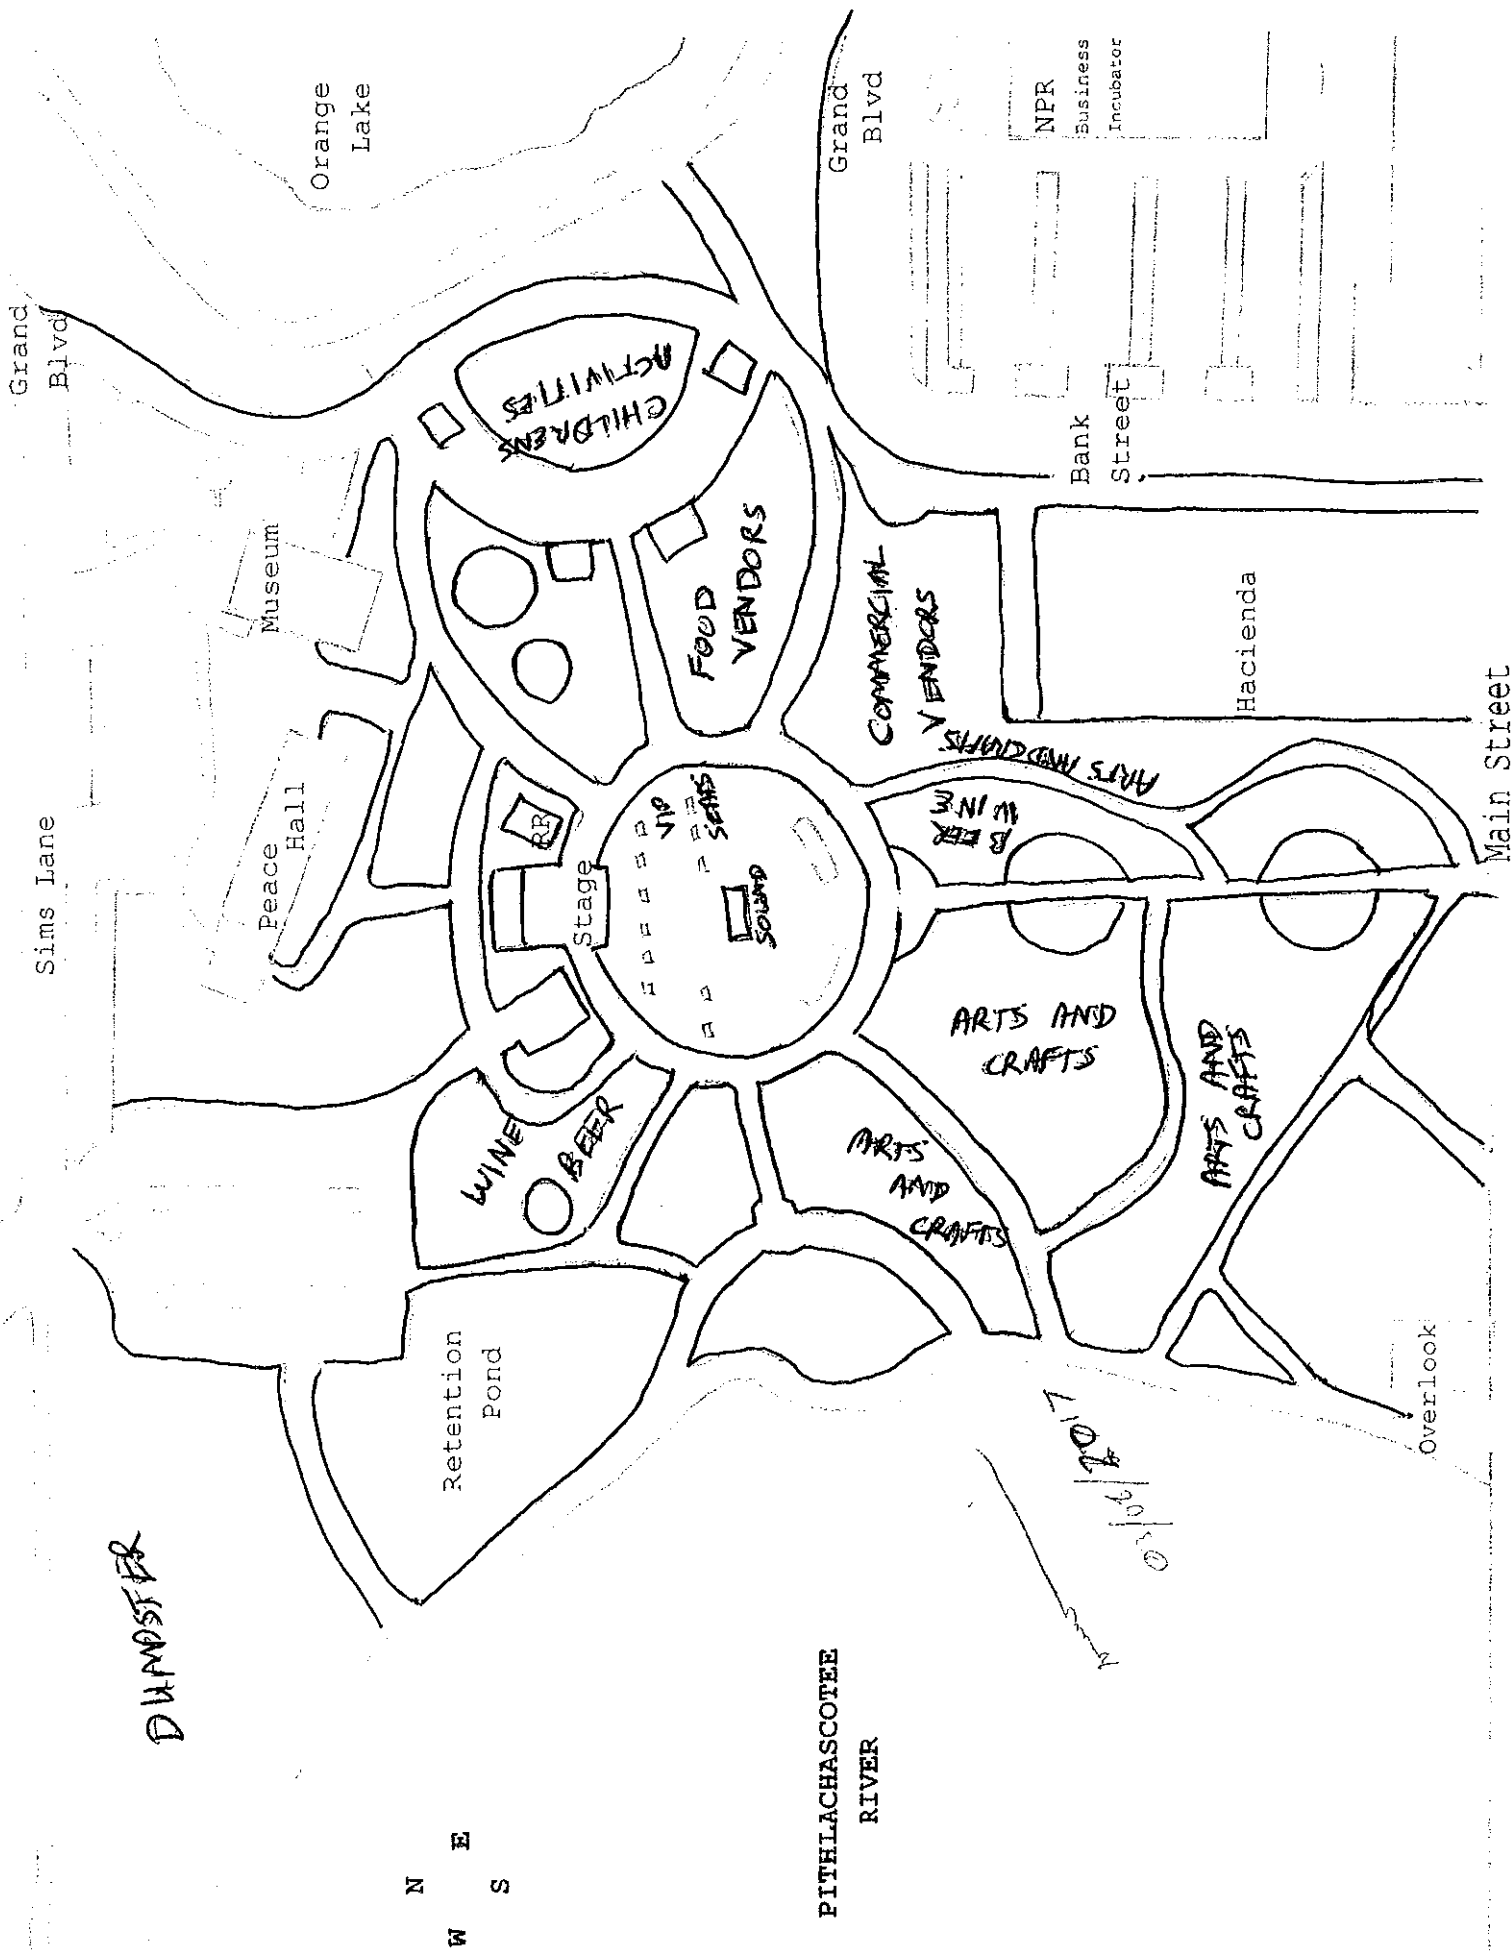 DUMPSTER
Sims Lane
Grand
Blvd
Orange
Lake
Museum
Peace
Hall
CHILDRENS
ACTIVITIES
RR
Stage
VIP
SEATS
SOUND
FOOD
VENDORS
WINE
BEER
Retention
Pond
N
W E
S
Grand
Blvd
NPR
Business
Incubator
Bank
Street
COMMERCIAL
VENDORS
ARTS AND CRAFTS
BEER
WINE
Hacienda
ARTS AND
CRAFTS
ARTS
AND
CRAFTS
ARTS AND
CRAFTS
PITHLACHASCOTEE
RIVER
Overlook
Main Street